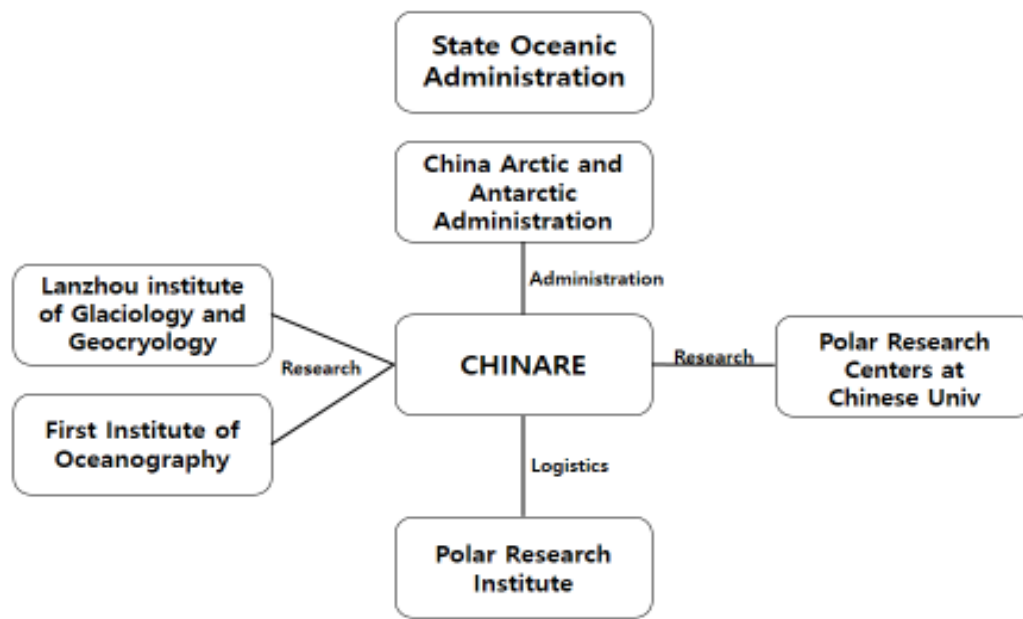 State Oceanic
Administration
China Arctic and
Antarctic
Administration
Administration
Lanzhou institute
of Glaciology and
Geocryology
Research
CHINARE
Research
Polar Research
Centers at
Chinese Univ
First Institute of
Oceanography
Logistics
Polar Research
Institute